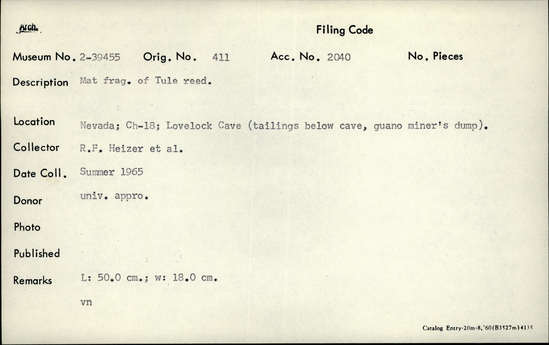 Arch.
Filing Code
Museum No. 2-39455 Orig. No. 411 Acc. No. 2040 No. Pieces
Description Mat frag. of Tule reed.
Location Nevada; Ch-18; Lovelock Cave (tailings below cave, guano miner's dump).
Collector R.F. Heizer et al.
Date Coll. Summer 1965
Donor univ. appro.
Photo
Published
Remarks L: 50.0 cm.; w: 18.0 cm.
vn
Catalog Entry-20m-8,'60